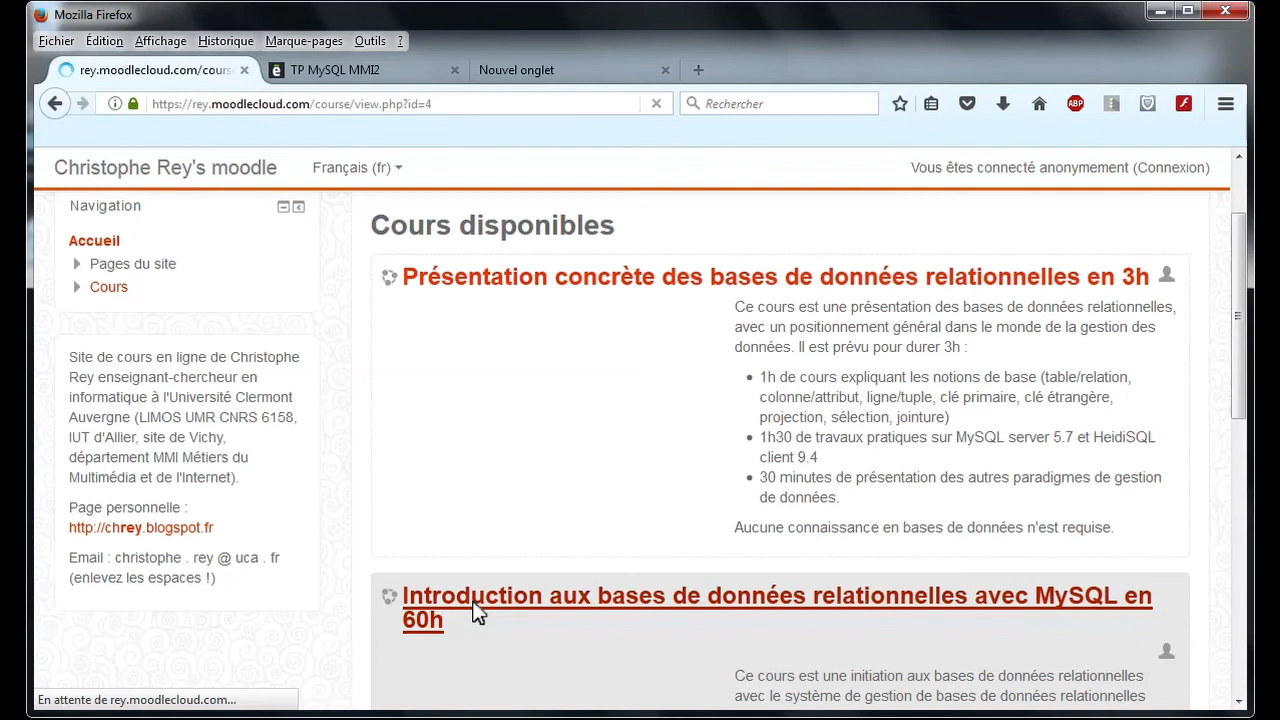 Mozilla Firefox
Fichier Édition Affichage Historique Marque-pages Outils ?
rey.moodlecloud.com/cours
TP MySQL MMI2
Nouvel onglet
https://rey.moodlecloud.com/course/view.php?id=4
Rechercher
ABP
Christophe Rey's moodle
Français (fr)
Vous êtes connecté anonymement (Connexion)
Navigation
Accueil
Pages du site
Cours
Site de cours en ligne de Christophe
Rey enseignant-chercheur en
informatique à l'Université Clermont
Auvergne (LIMOS UMR CNRS 6158,
IUT d'Allier, site de Vichy,
département MMI Métiers du
Multimédia et de l'Internet).
Page personnelle :
http://chrey.blogspot.fr
Email : christophe . rey @ uca . fr
(enlevez les espaces !)
Cours disponibles
Présentation concrète des bases de données relationnelles en 3h
Ce cours est une présentation des bases de données relationnelles,
avec un positionnement général dans le monde de la gestion des
données. Il est prévu pour durer 3h :
1h de cours expliquant les notions de base (table/relation,
colonne/attribut, ligne/tuple, clé primaire, clé étrangère,
projection, sélection, jointure)
1h30 de travaux pratiques sur MySQL server 5.7 et HeidiSQL
client 9.4
30 minutes de présentation des autres paradigmes de gestion
de données.
Aucune connaissance en bases de données n'est requise.
Introduction aux bases de données relationnelles avec MySQL en
60h
Ce cours est une initiation aux bases de données relationnelles
avec le système de gestion de bases de données relationnelles
En attente de rey.moodlecloud.com...